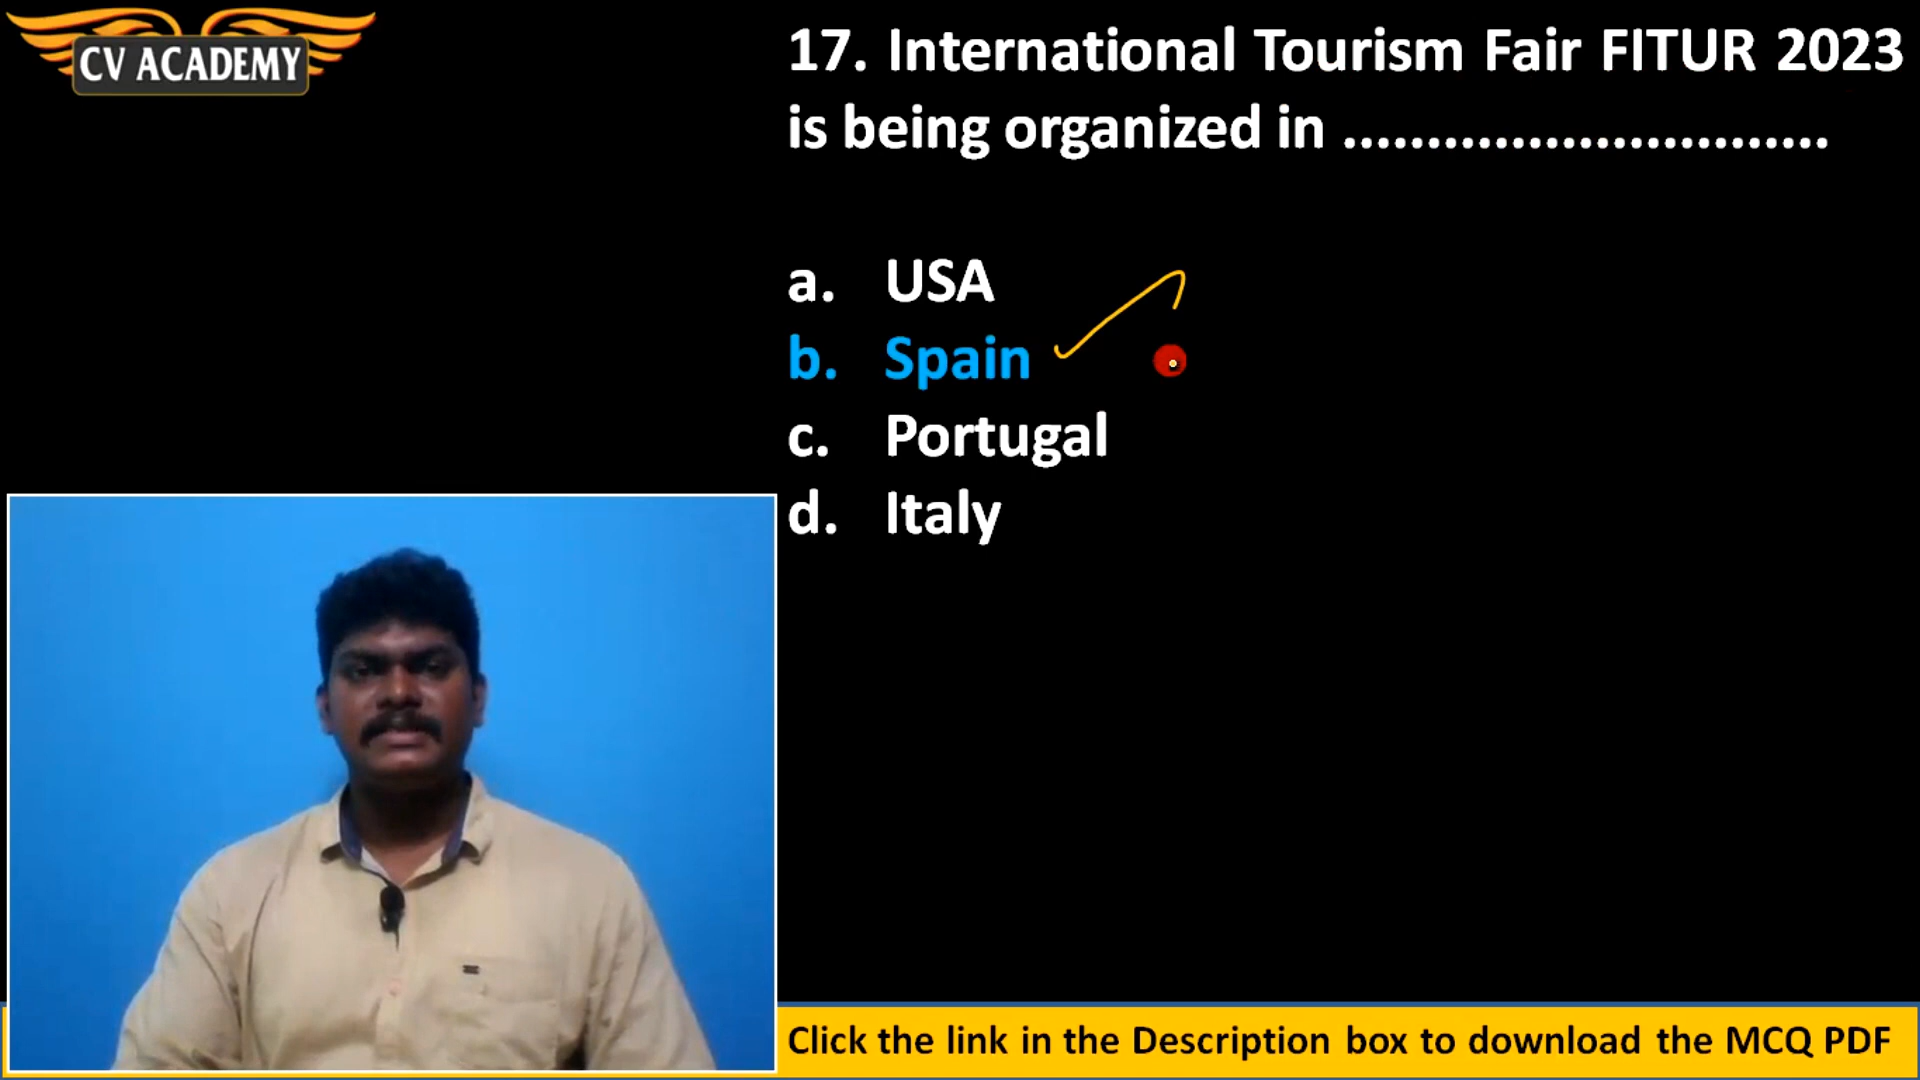 CV ACADEMY
17. International Tourism Fair FITUR 2023
is being organized in .............................
a. USA
b. Spain
c. Portugal
d. Italy
Click the link in the Description box to download the MCQ PDF